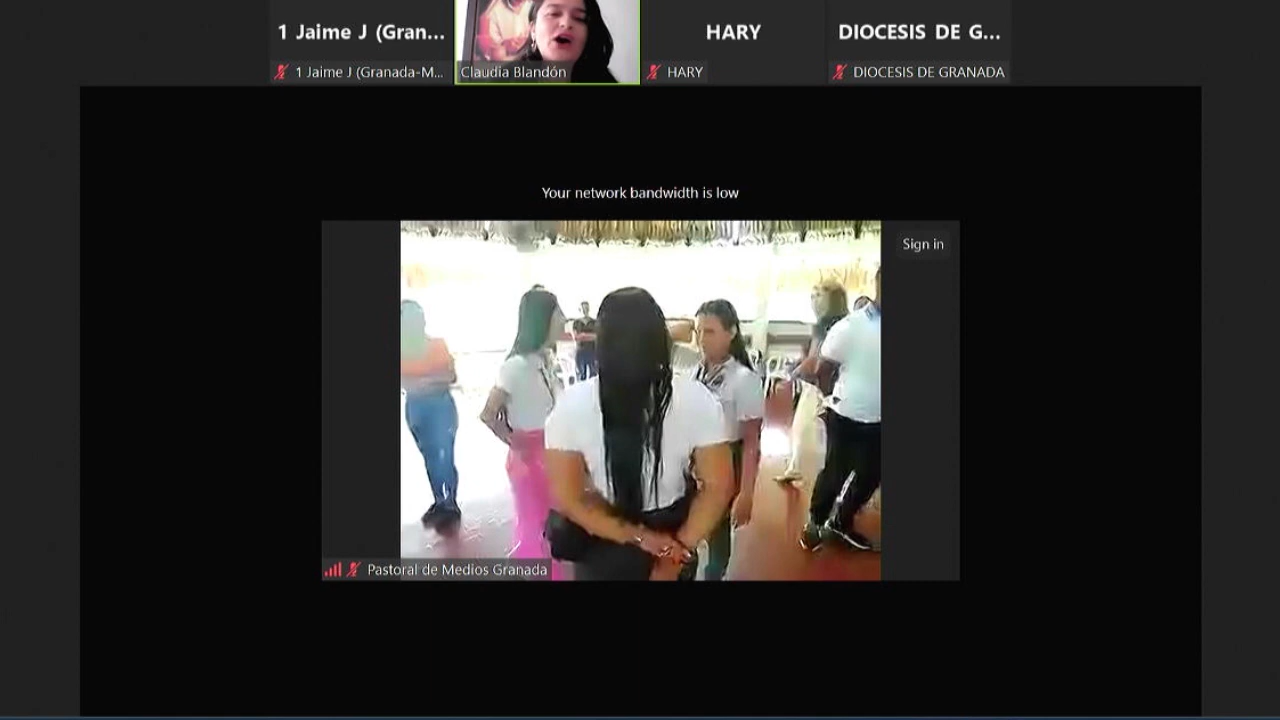 1 Jaime J (Gran...
HARY
DIOCESIS DE G...
1 Jaime J (Granada-M...
Claudia Blandón
HARY
DIOCESIS DE GRANADA
Your network bandwidth is low
Sign in
Pastoral de Medios Granada